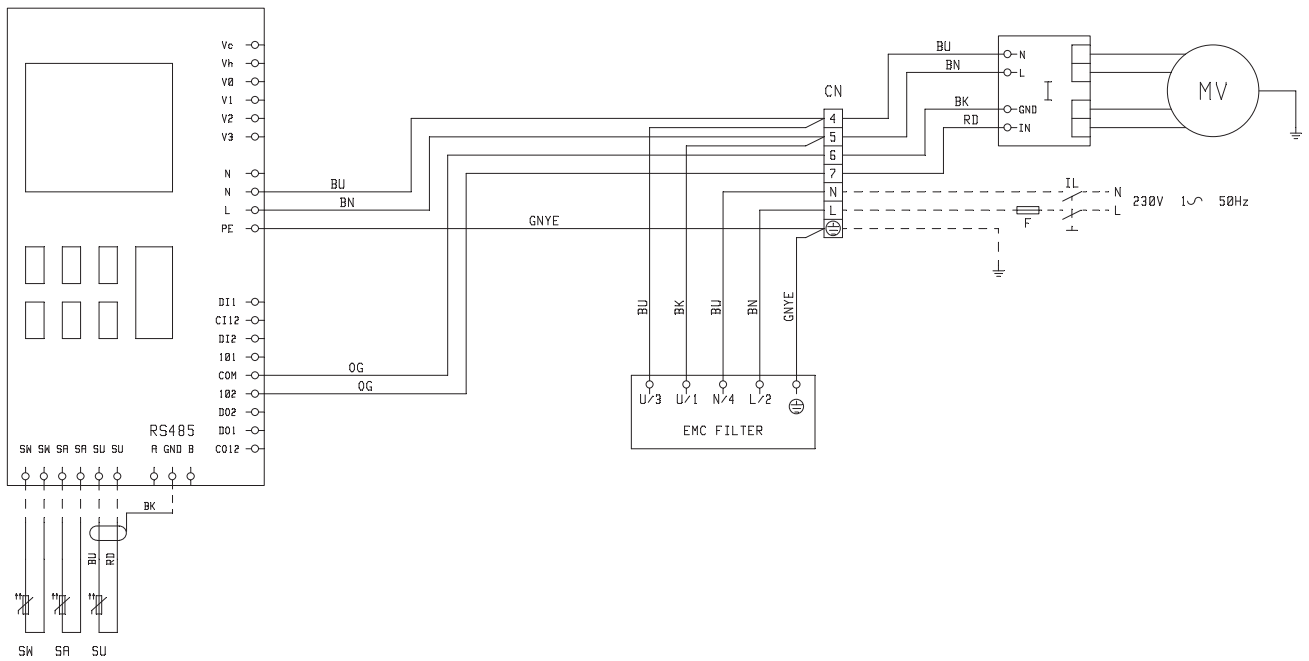 Vc
Vh
V0
V1
V2
V3
N
N
L
PE
DI1
CI12
DI2
101
COM
102
DO2
DO1
CO12
RS485
SW SW SA SA SU SU A GND B
BK
BU
RD
SW SA SU
BU
BN
GNYE
OG
OG
CN
4
5
6
7
N
L
BU
BN
BK
RD
N
L
GND
IN
I
MV
IL
F
N
L
230V 1 50Hz
BU
BK
BU
BN
GNYE
U/3 U/1 N/4 L/2
EMC FILTER